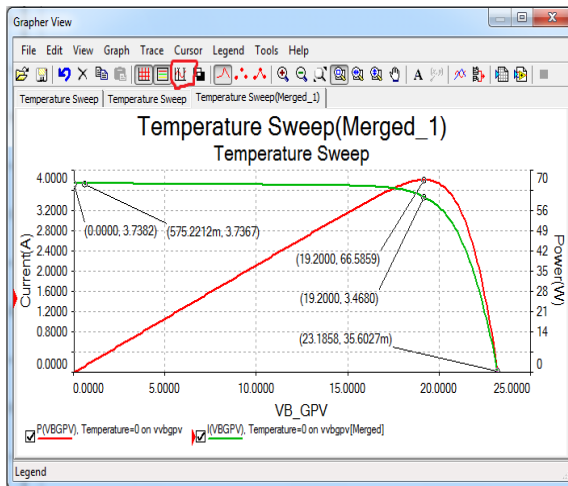 Grapher View
File Edit View Graph Trace Cursor Legend Tools Help
Temperature Sweep Temperature Sweep Temperature Sweep(Merged_1)
Temperature Sweep(Merged_1)
Temperature Sweep
4.0000
3.2000
2.8000
2.4000
2.0000
1.6000
1.2000
0.8000
0.0000
Current(A)
70
63
56
49
42
35
28
21
14
0
Power(W)
(0.0000, 3.7382)
(575.2212m, 3.7367)
(19.2000, 66.5859)
(19.2000, 3.4680)
(23.1858, 35.6027m)
0.0000 5.0000 10.0000 15.0000 20.0000 25.0000
VB_GPV
P(VBGPV), Temperature=0 on vvbgpv I(VBGPV), Temperature=0 on vvbgpv[Merged]
Legend